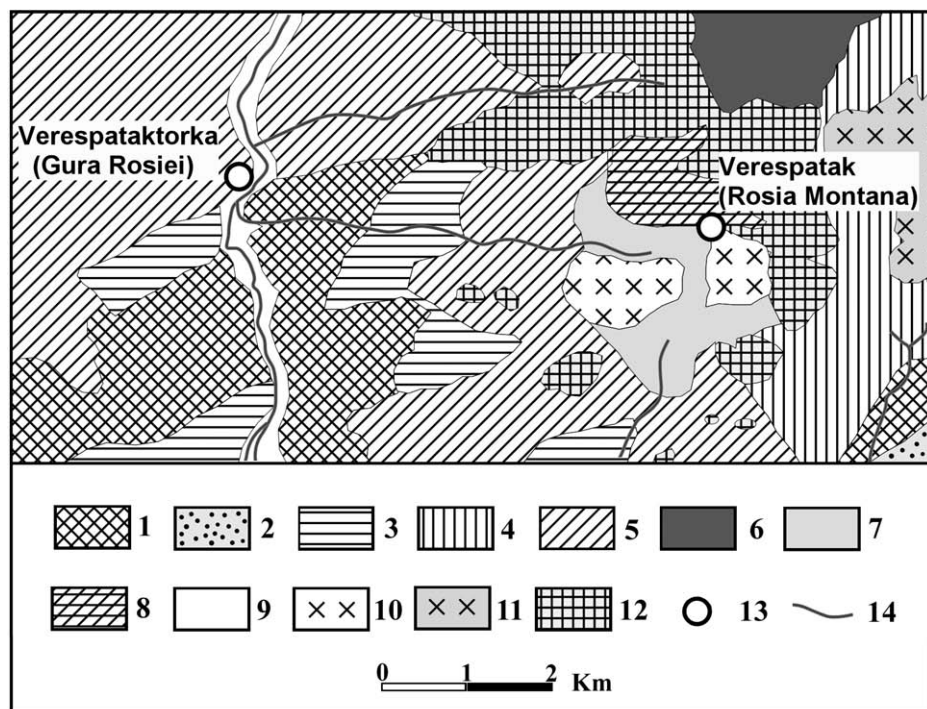 Verespataktorka
(Gura Rosiei)
Verespatak
(Rosia Montana)
1 2 3 4 5 6 7
8 9 10 11 12 13 14
0 1 2 Km